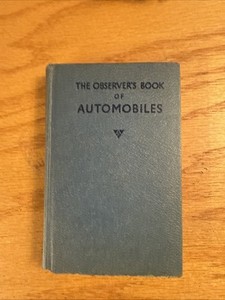 THE OBSERVER'S BOOK
OF
AUTOMOBILES